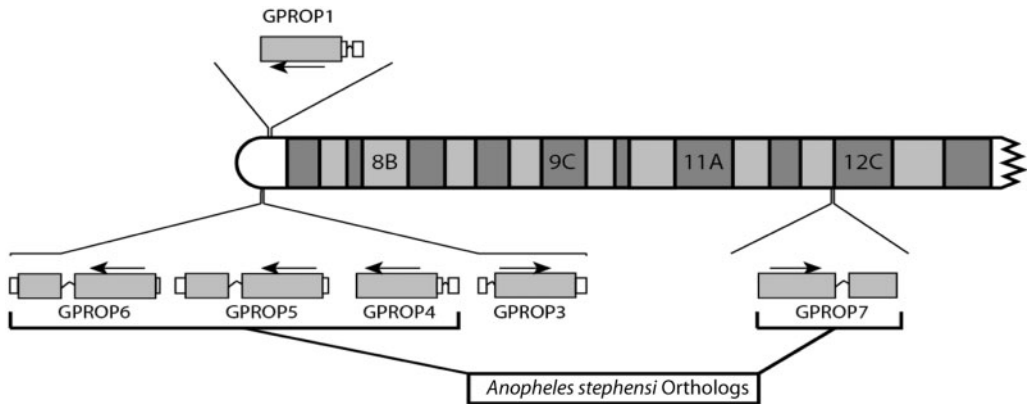 GPROP1
8B 9C 11A 12C
GPROP6 GPROP5 GPROP4 GPROP3 GPROP7
Anopheles stephensi Orthologs